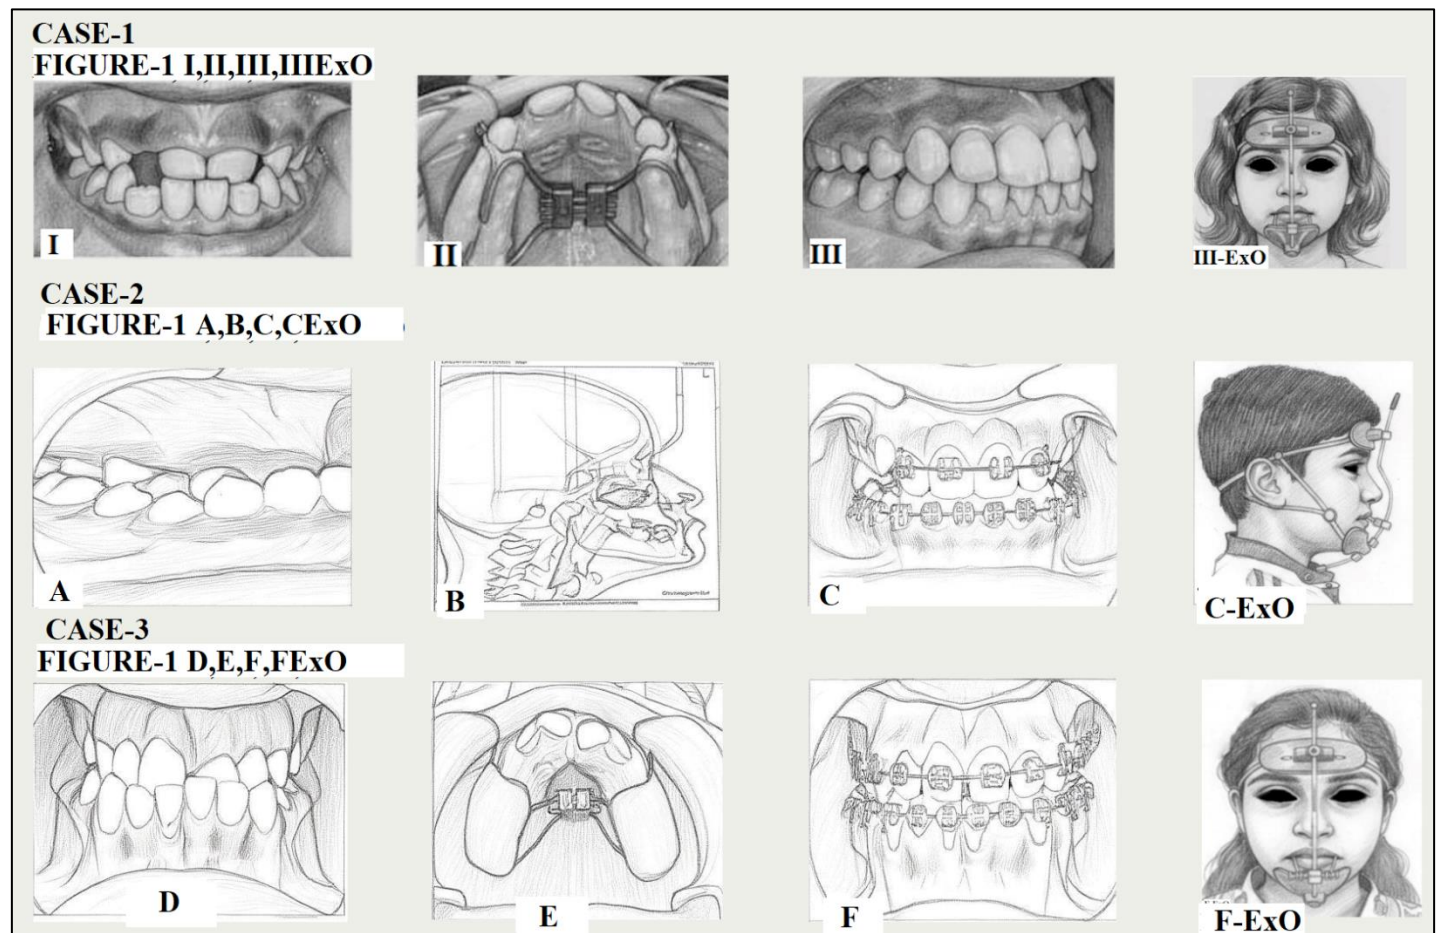 CASE-1
FIGURE-1 I,II,III,IIIExO
I
II
III
III-ExO
CASE-2
FIGURE-1 A,B,C,CExO
L
A
B
C
C-ExO
CASE-3
FIGURE-1 D,E,F,FExO
D
E
F
F-ExO